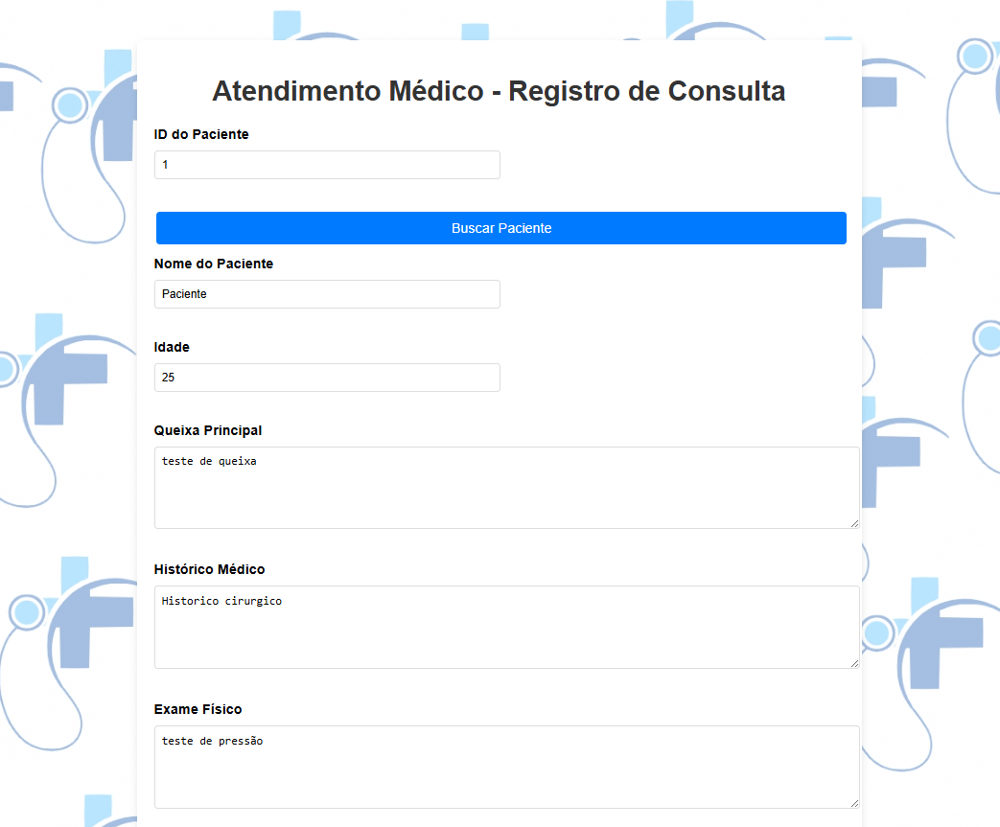 Atendimento Médico - Registro de Consulta
ID do Paciente
1
Buscar Paciente
Nome do Paciente
Paciente
Idade
25
Queixa Principal
teste de queixa
Histórico Médico
Historico cirurgico
Exame Físico
teste de pressão